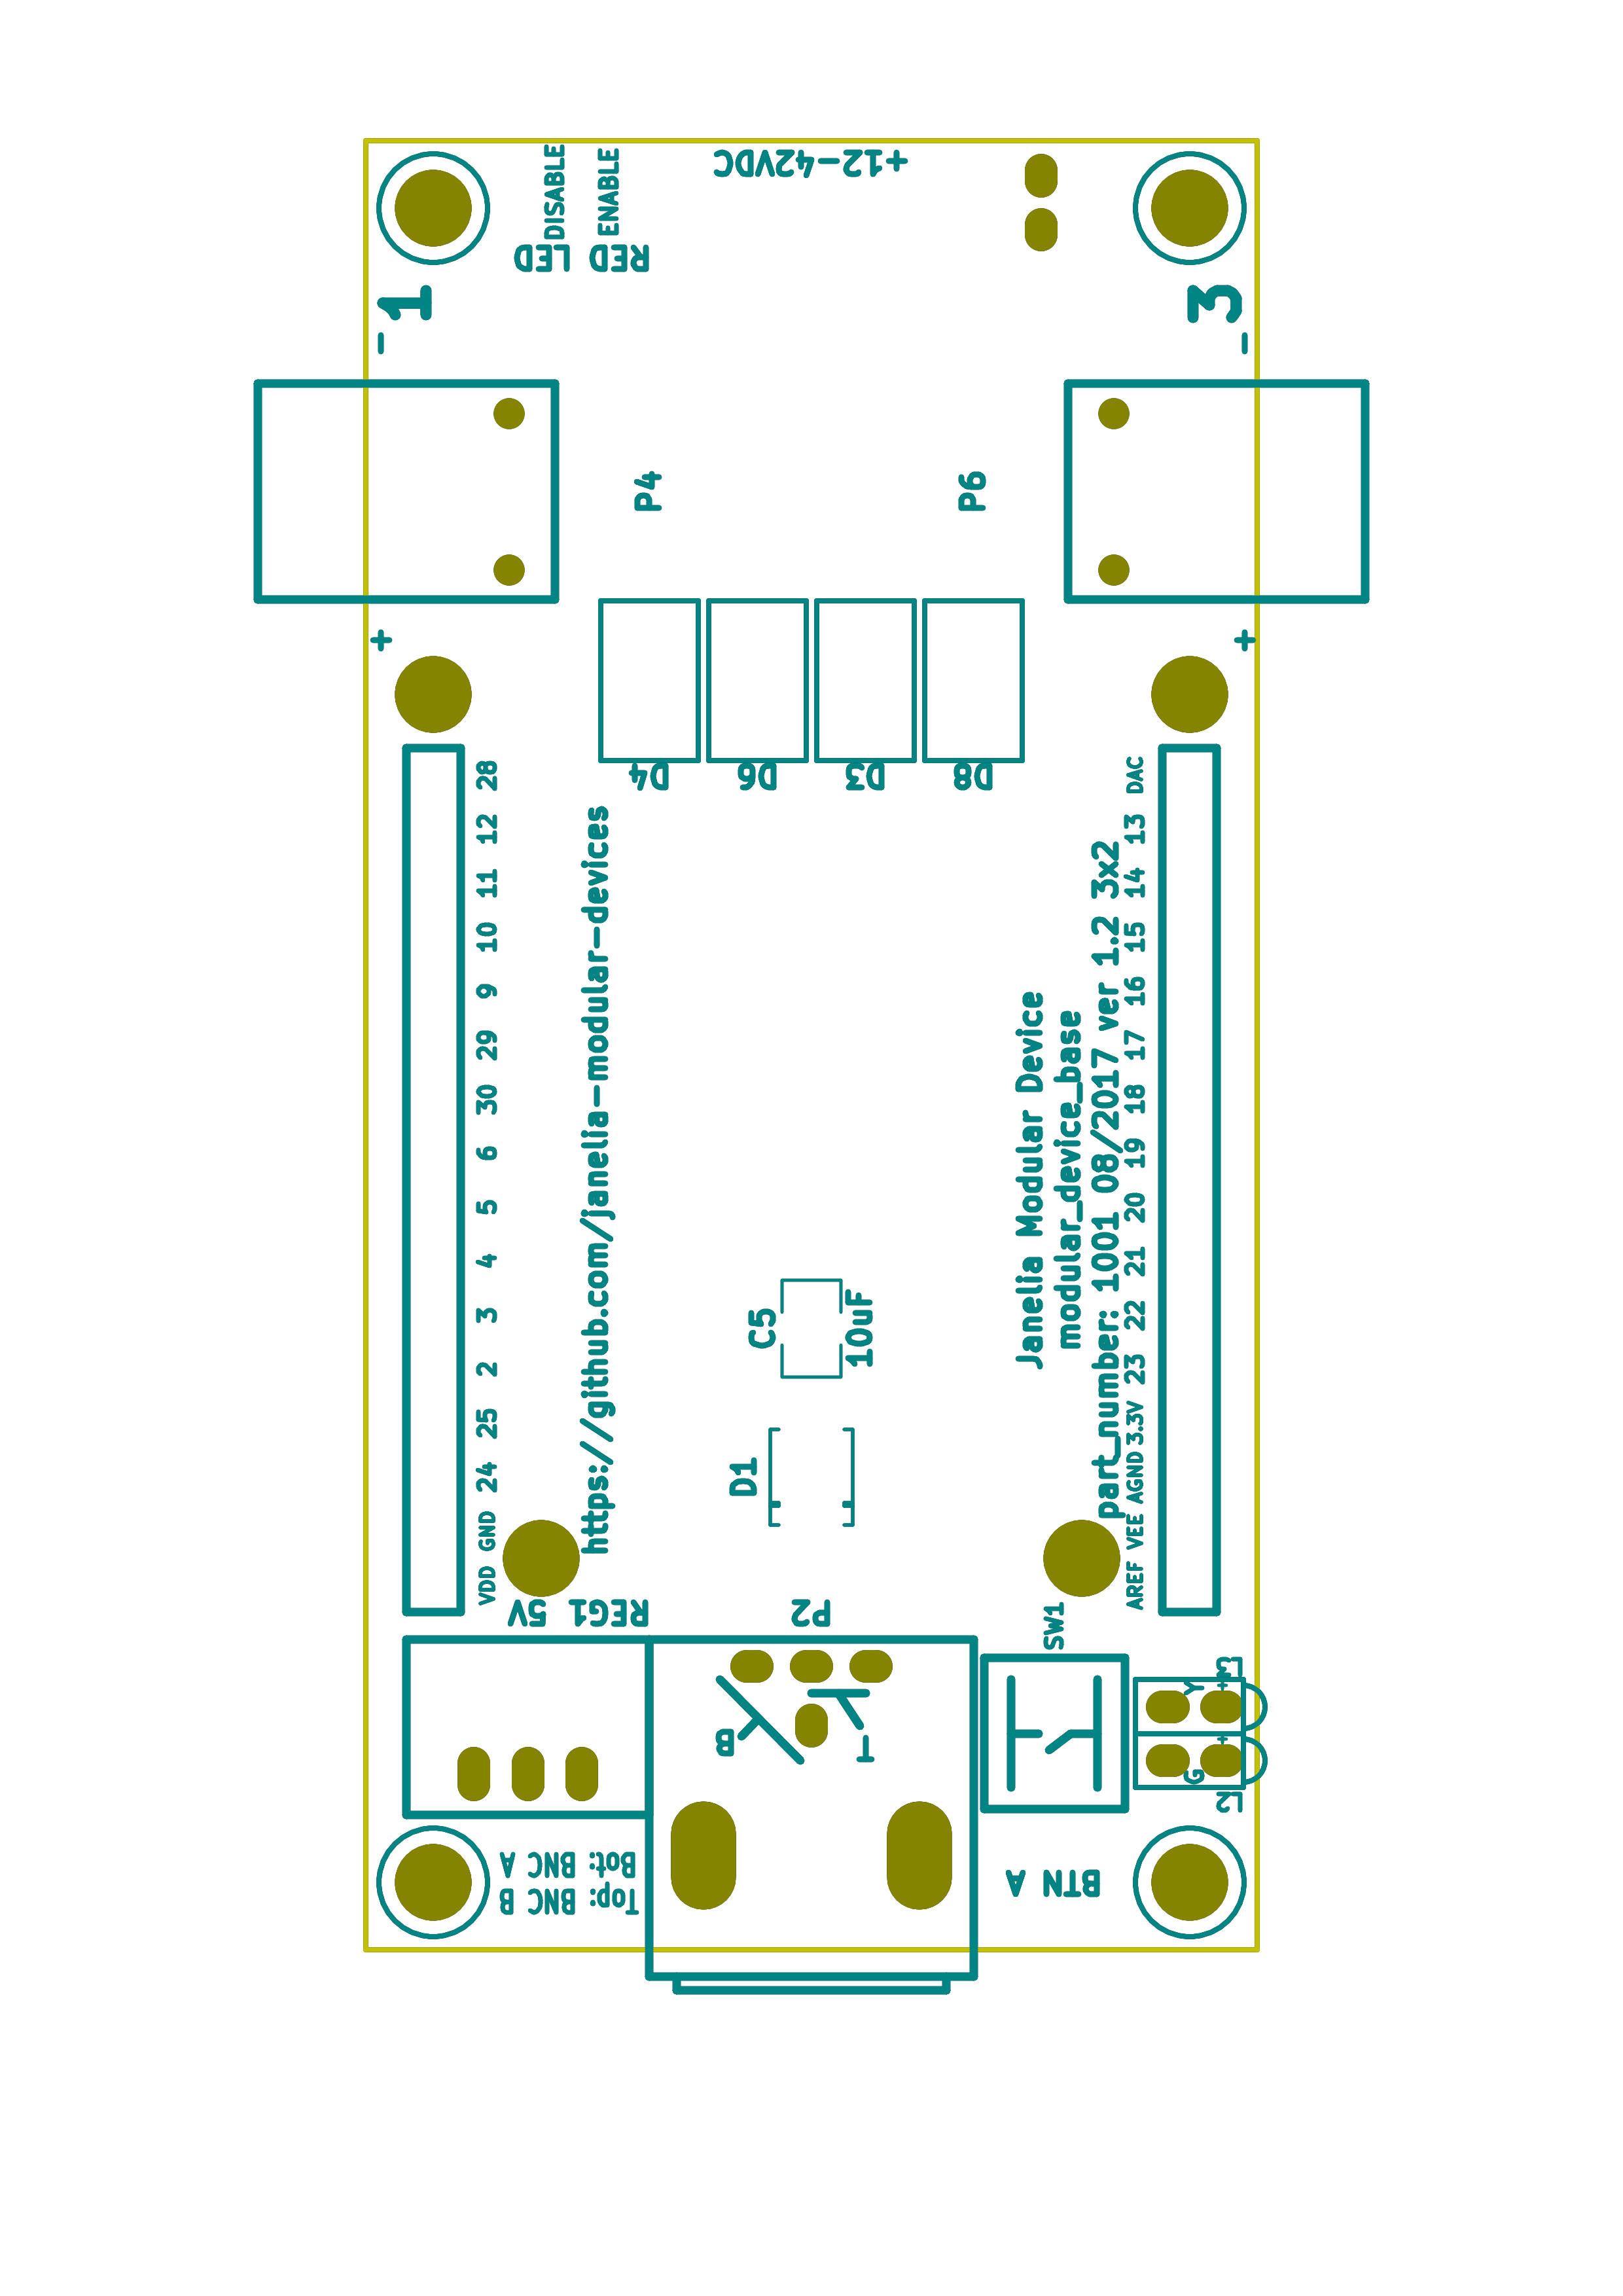 +12-42VDC
DISABLE
ENABLE
RED LED
1
-
3
-
P4
P6
+
+
D4
D6
D3
D8
28
12
11
10
9
29
30
6
5
4
3
2
25
24
GND
VDD
https://github.com/janelia-modular-devices
Janelia Modular Device
modular_device_base
part_number: 1001 08/2017 ver 1.2 3x2
DAC
13
14
15
16
17
18
19
20
21
22
23
3.3V
AGND
VEE
AREF
C5
10uF
D1
REG1 5V
P2
SW1
B
T
L3
Y
+
+
G
L2
Top: BNC B
Bot: BNC A
BTN A